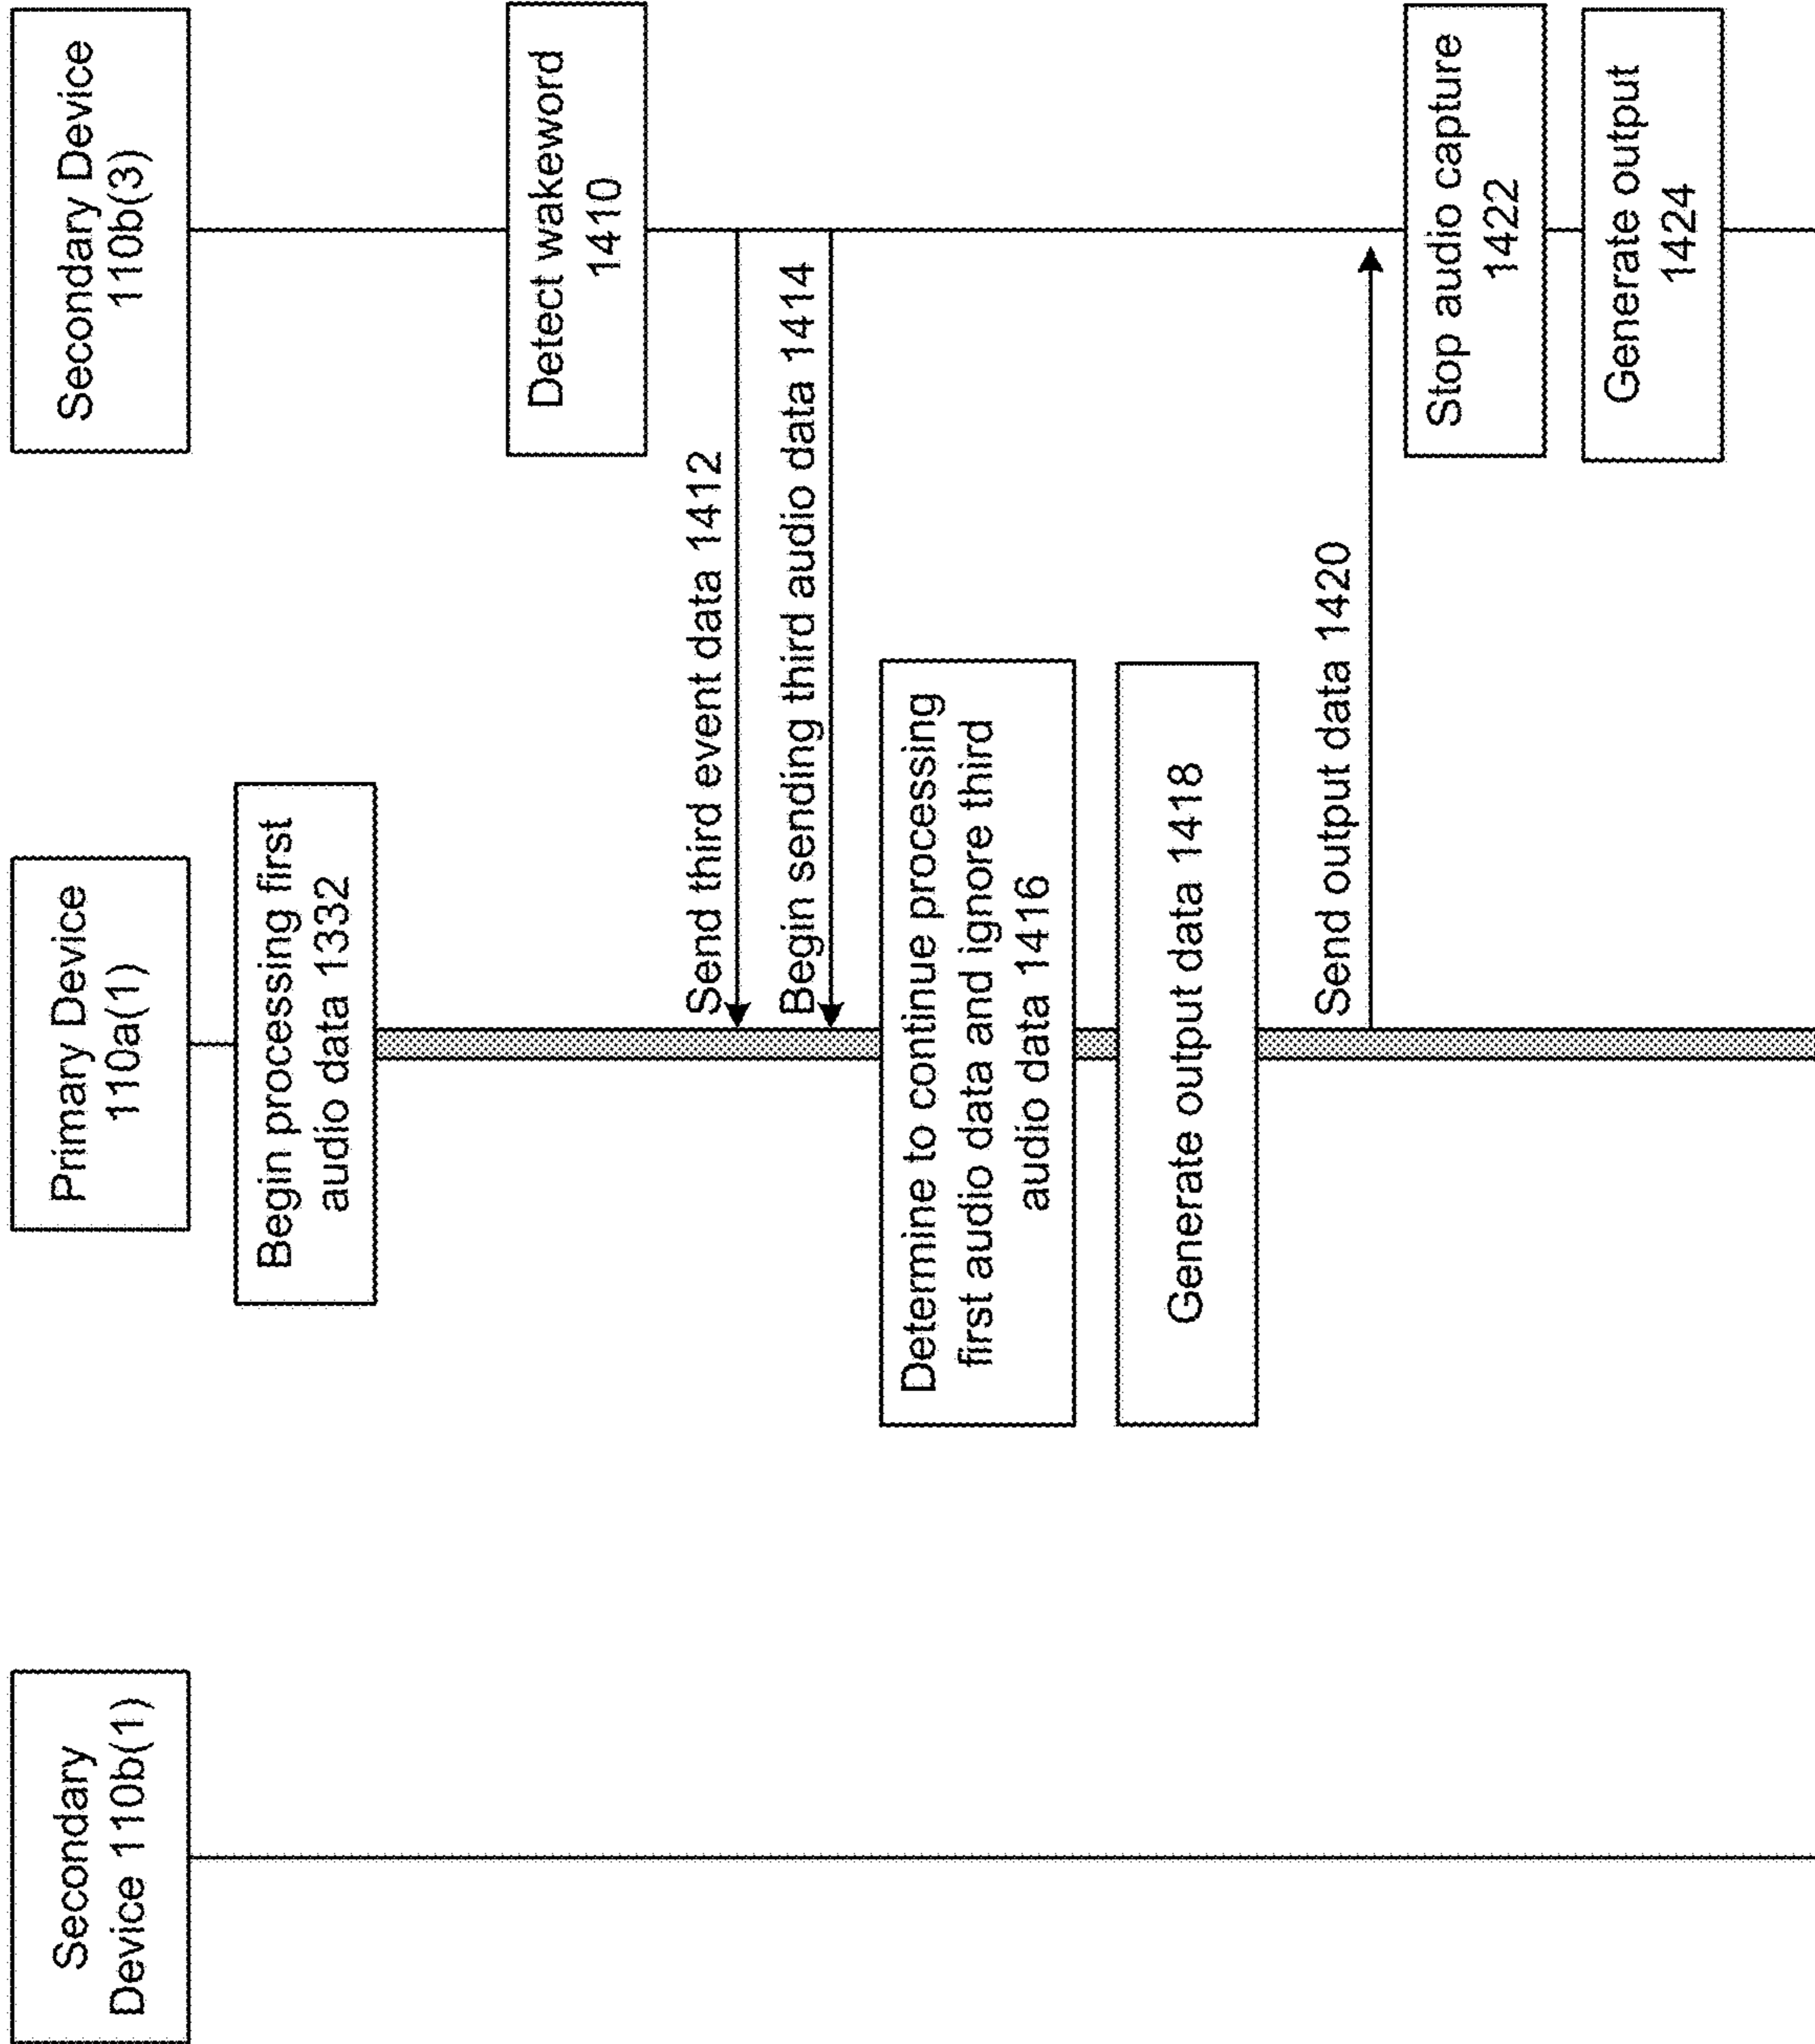 Secondary
Device 110b(1)
Primary Device
110a(1)
Secondary Device
110b(3)
Begin processing first
audio data 1332
Detect wakeword
1410
Send third event data 1412
Begin sending third audio data 1414
Determine to continue processing
first audio data and ignore third
audio data 1416
Generate output data 1418
Send output data 1420
Stop audio capture
1422
Generate output
1424